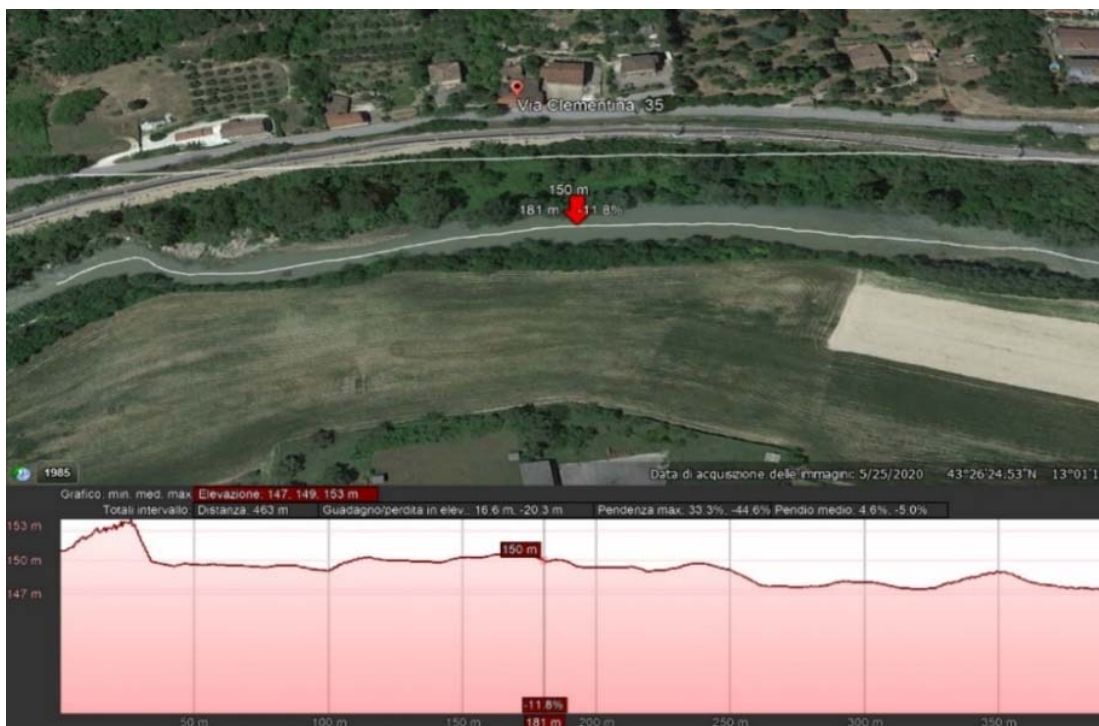 Via Clementina, 35
150 m
181 m -11.8%
1985
Data di acquisizione delle immagini: 5/25/2020 43°26'24.53"N 13°01'1
Grafico: min. med. max Elevazione: 147, 149, 153 m
Totali intervallo: Distanza: 463 m Guadagno/perdita in elev.: 16.6 m, -20.3 m Pendenza max: 33.3%, -44.6% Pendio medio: 4.6%, -5.0%
153 m
150 m
150 m
147 m
-11.8%
50 m 100 m 150 m 181 m 200 m 250 m 300 m 350 m